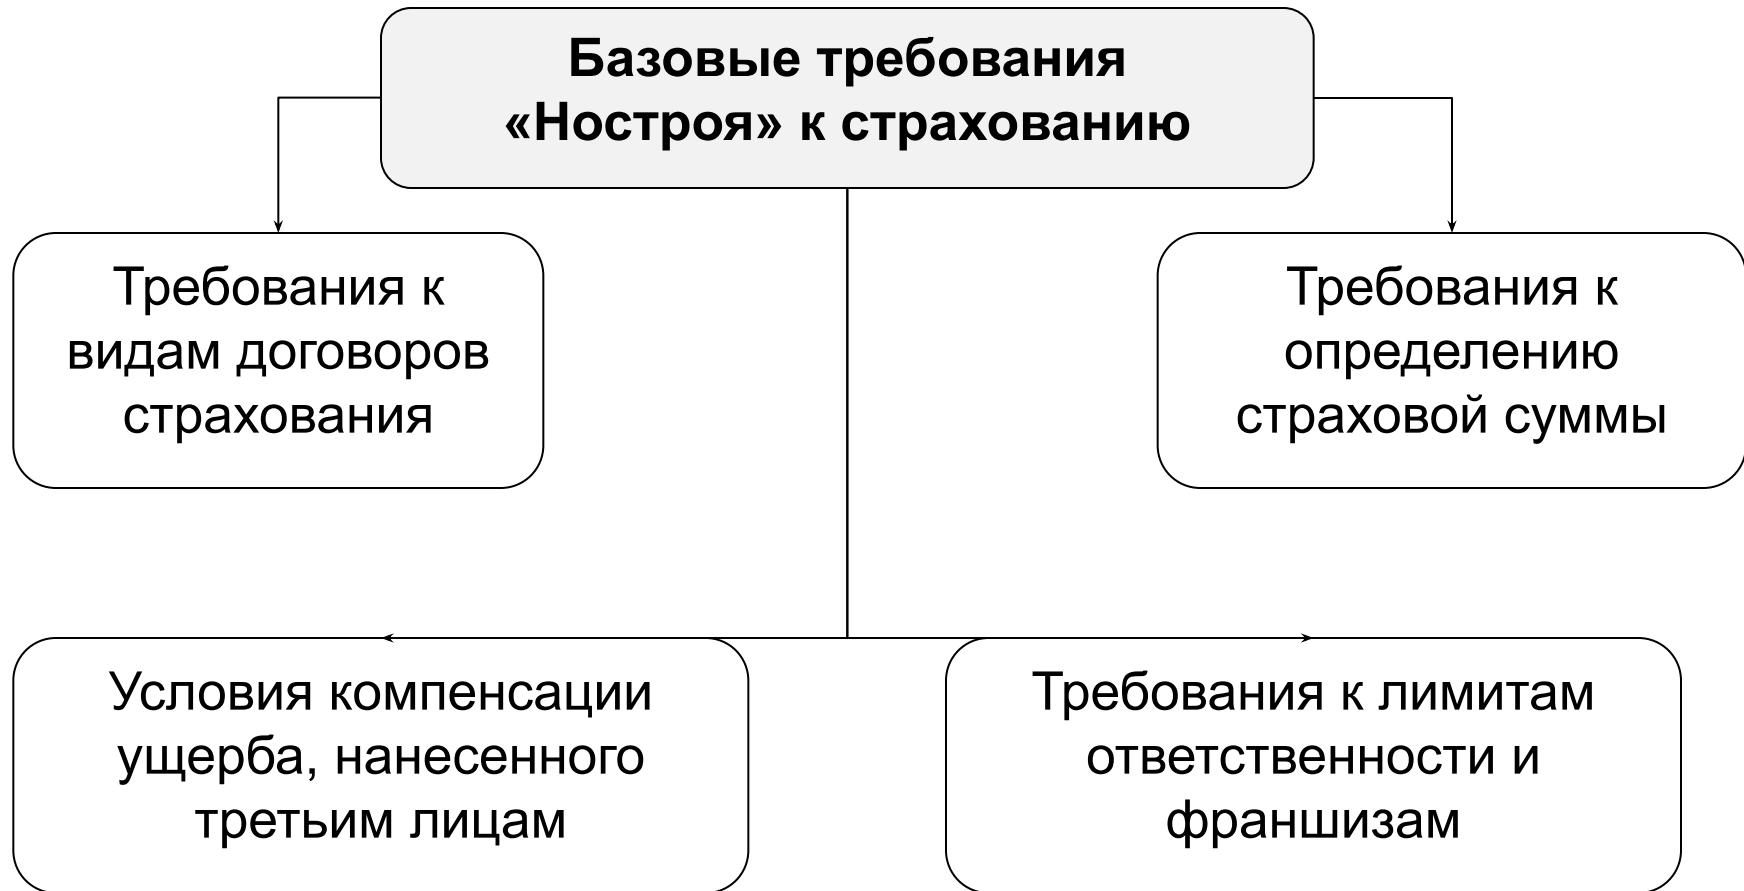 Базовые требования
«Ностроя» к страхованию
Требования к
видам договоров
страхования
Требования к
определению
страховой суммы
Условия компенсации
ущерба, нанесенного
третьим лицам
Требования к лимитам
ответственности и
франшизам